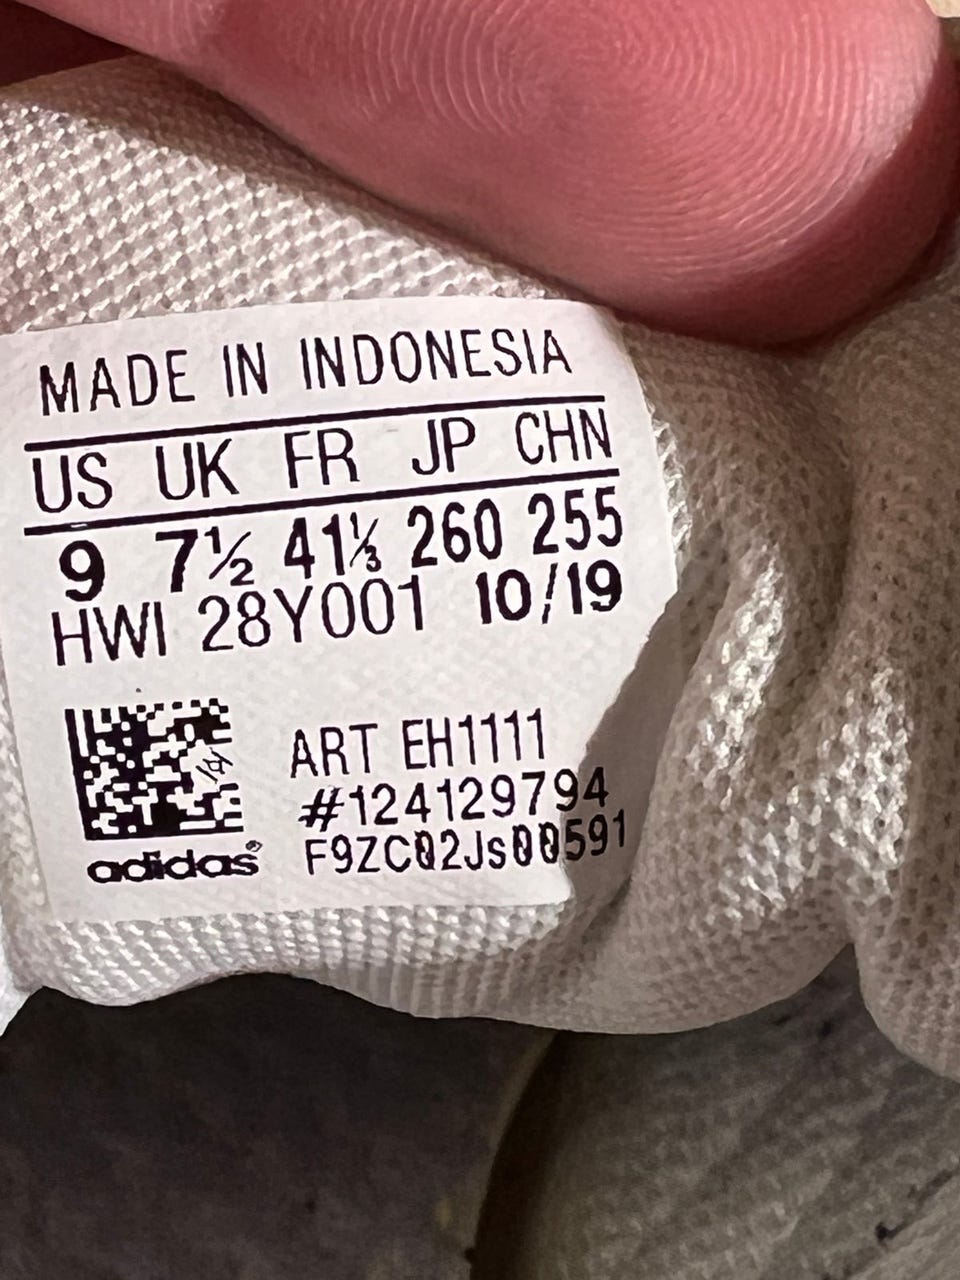 MADE IN INDONESIA
US UK FR JP CHN
9 7½ 41⅓ 260 255
HWI 28Y001 10/19
ART EH1111
#124129794
adidas® F9ZC02Js00591